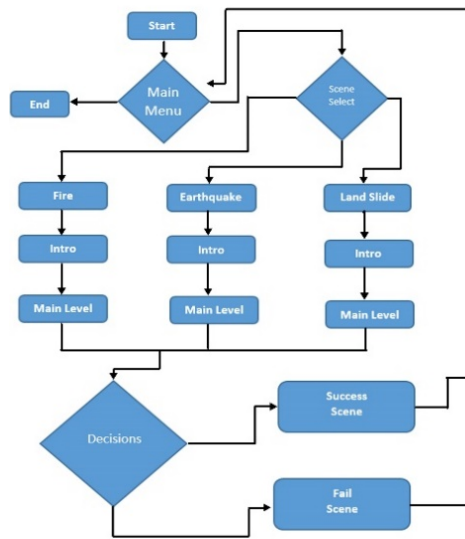 Start
Main
Menu
End
Scene
Select
Fire
Earthquake
Land Slide
Intro
Intro
Intro
Main Level
Main Level
Main Level
Decisions
Success
Scene
Fail
Scene